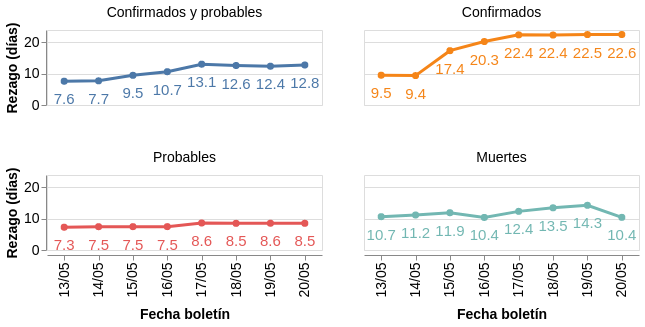 Confirmados y probables
Confirmados
Rezago (días)
20
10
0
7.6 7.7 9.5 10.7 13.1 12.6 12.4 12.8
9.5 9.4 17.4 20.3 22.4 22.4 22.5 22.6
Probables
Muertes
Rezago (días)
20
10
0
7.3 7.5 7.5 7.5 8.6 8.5 8.6 8.5
10.7 11.2 11.9 10.4 12.4 13.5 14.3 10.4
13/05 14/05 15/05 16/05 17/05 18/05 19/05 20/05
13/05 14/05 15/05 16/05 17/05 18/05 19/05 20/05
Fecha boletín
Fecha boletín